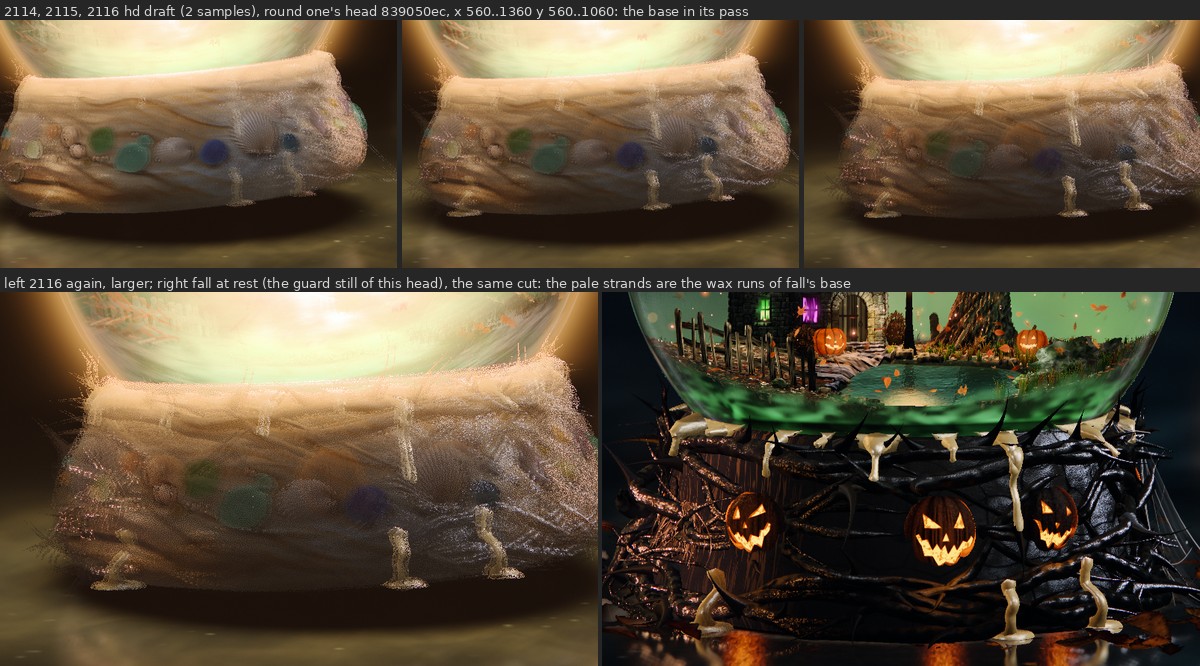 2114, 2115, 2116 hd draft (2 samples), round one's head 839050ec, x 560..1360 y 560..1060: the base in its pass
left 2116 again, larger; right fall at rest (the guard still of this head), the same cut: the pale strands are the wax runs of fall's base